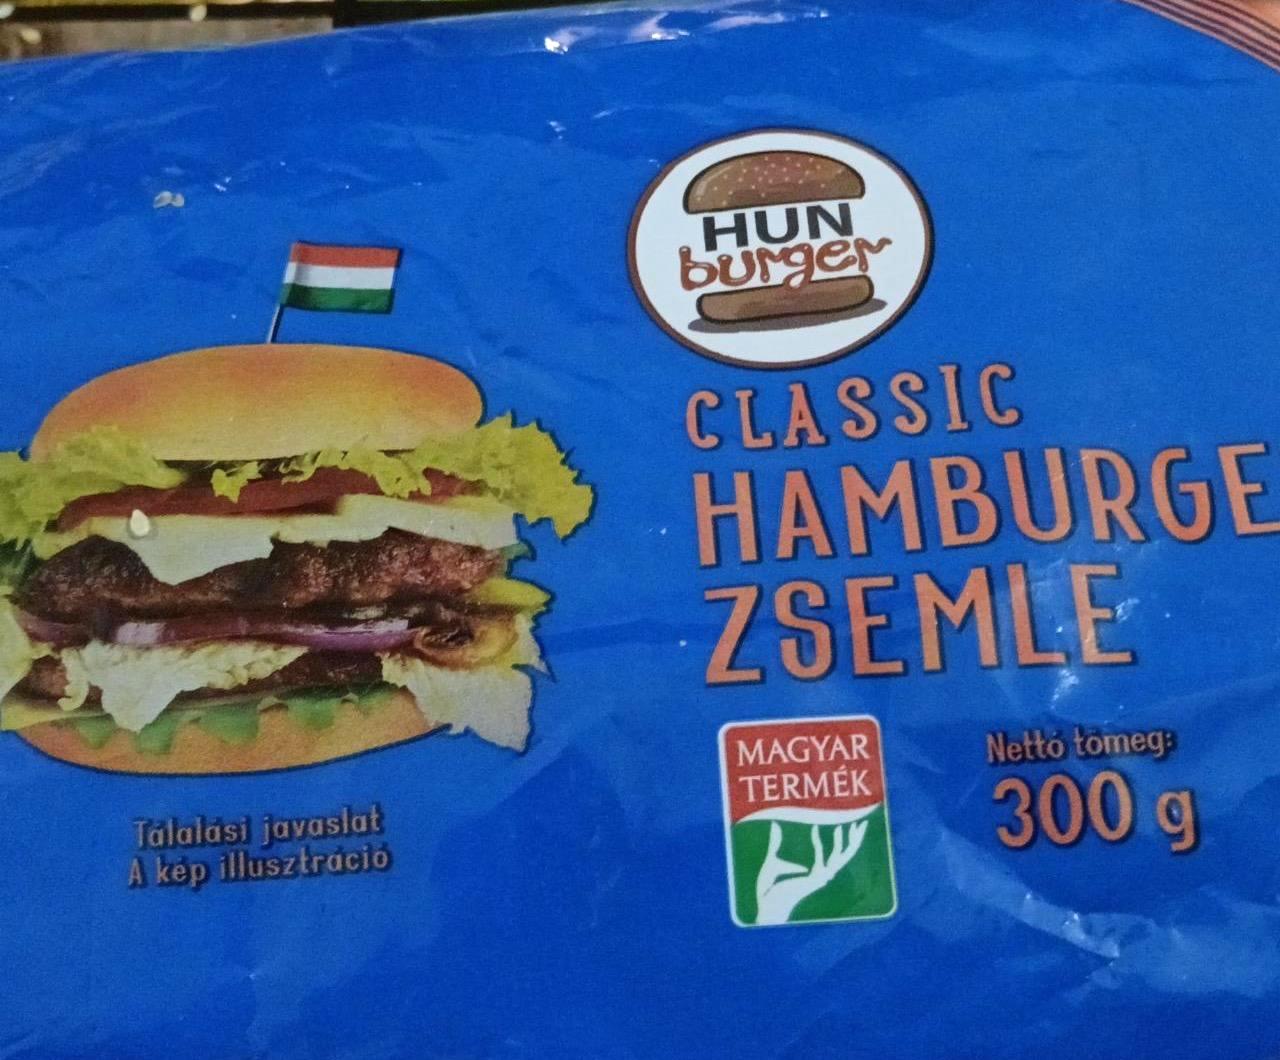 HUN
burger
CLASSIC
HAMBURGE
ZSEMLE
MAGYAR
TERMÉK
Nettó tömeg:
300 g
Tálalási javaslat
A kép illusztráció